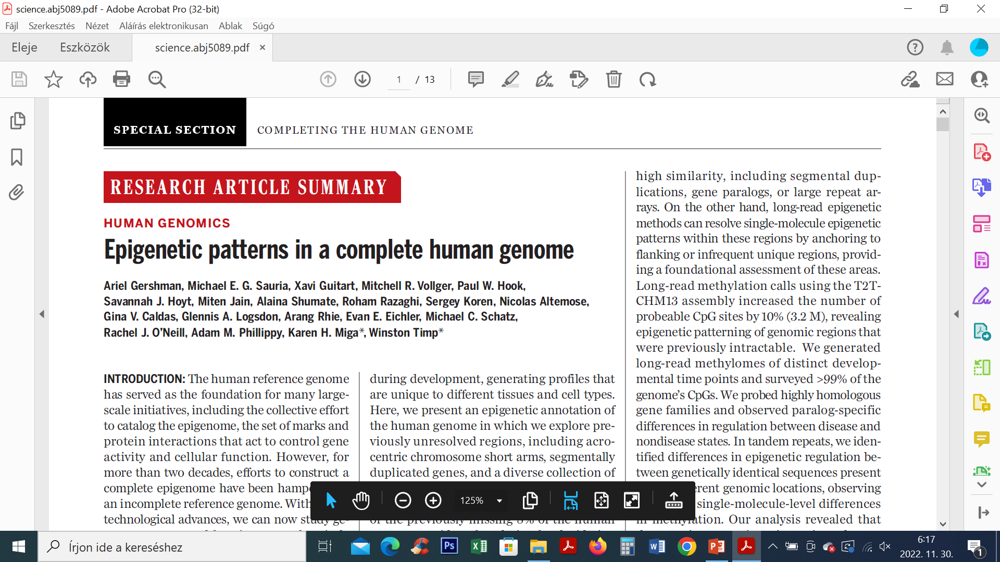 science.abj5089.pdf - Adobe Acrobat Pro (32-bit)
Fájl Szerkesztés Nézet Aláírás elektronikusan Ablak Súgó
Eleje Eszközök science.abj5089.pdf ×
1 / 13
SPECIAL SECTION COMPLETING THE HUMAN GENOME
RESEARCH ARTICLE SUMMARY
HUMAN GENOMICS
Epigenetic patterns in a complete human genome
Ariel Gershman, Michael E. G. Sauria, Xavi Guitart, Mitchell R. Vollger, Paul W. Hook,
Savannah J. Hoyt, Miten Jain, Alaina Shumate, Roham Razaghi, Sergey Koren, Nicolas Altemose,
Gina V. Caldas, Glennis A. Logsdon, Arang Rhie, Evan E. Eichler, Michael C. Schatz,
Rachel J. O’Neill, Adam M. Phillippy, Karen H. Miga*, Winston Timp*
INTRODUCTION: The human reference genome
has served as the foundation for many large-
scale initiatives, including the collective effort
to catalog the epigenome, the set of marks and
protein interactions that act to control gene
activity and cellular function. However, for
more than two decades, efforts to construct a
complete epigenome have been
an incomplete reference genome. With
technological advances, we can now
during development, generating profiles that
are unique to different tissues and cell types.
Here, we present an epigenetic annotation of
the human genome in which we explore pre-
viously unresolved regions, including acro-
centric chromosome short arms, segmentally
duplicated genes, and a diverse collection of
of the previously missing 8% of the human
high similarity, including segmental dup-
lications, gene paralogs, or large repeat ar-
rays. On the other hand, long-read epigenetic
methods can resolve single-molecule epigenetic
patterns within these regions by anchoring to
flanking or infrequent unique regions, provid-
ing a foundational assessment of these areas.
Long-read methylation calls using the T2T-
CHM13 assembly increased the number of
probeable CpG sites by 10% (3.2 M), revealing
epigenetic patterning of genomic regions that
were previously intractable. We generated
long-read methylomes of distinct develop-
mental time points and surveyed >99% of the
genome’s CpGs. We probed highly homologous
gene families and observed paralog-specific
differences in regulation between disease and
nondisease states. In tandem repeats, we iden-
tified differences in epigenetic regulation be-
tween genetically identical sequences present
genomic locations, observing
single-molecule-level differences
in methylation. Our analysis revealed that
125%
Írjon ide a kereséshez
Ps
6:17
2022. 11. 30.
1